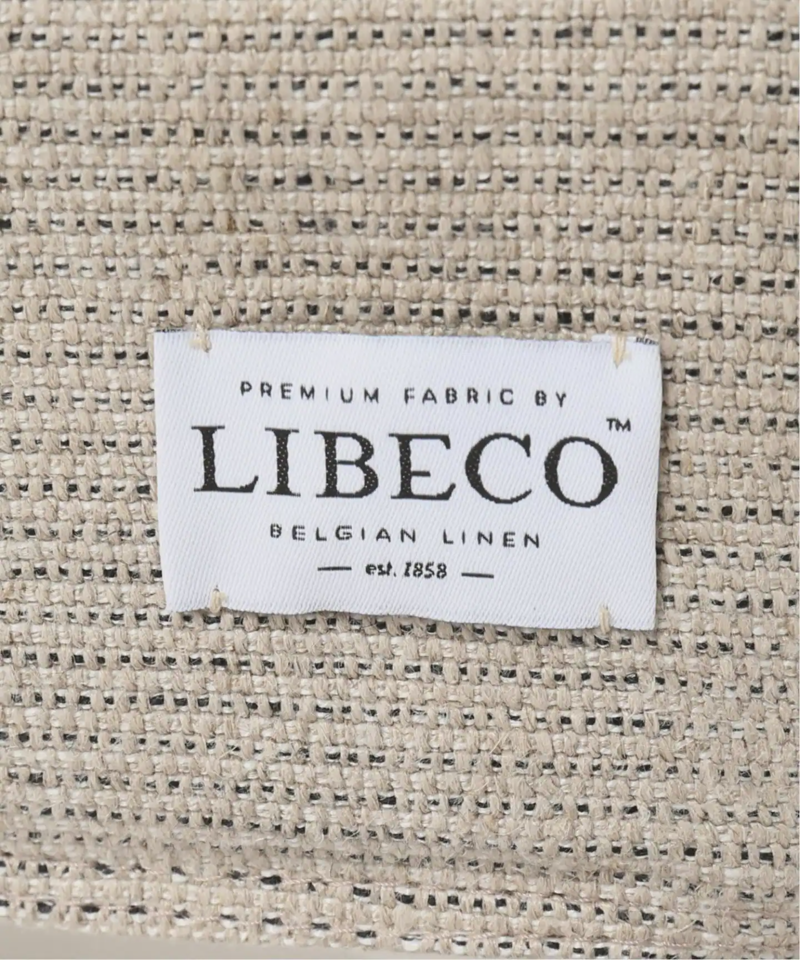 PREMIUM FABRIC BY
LIBECO™
BELGIAN LINEN
— est. 1858 —